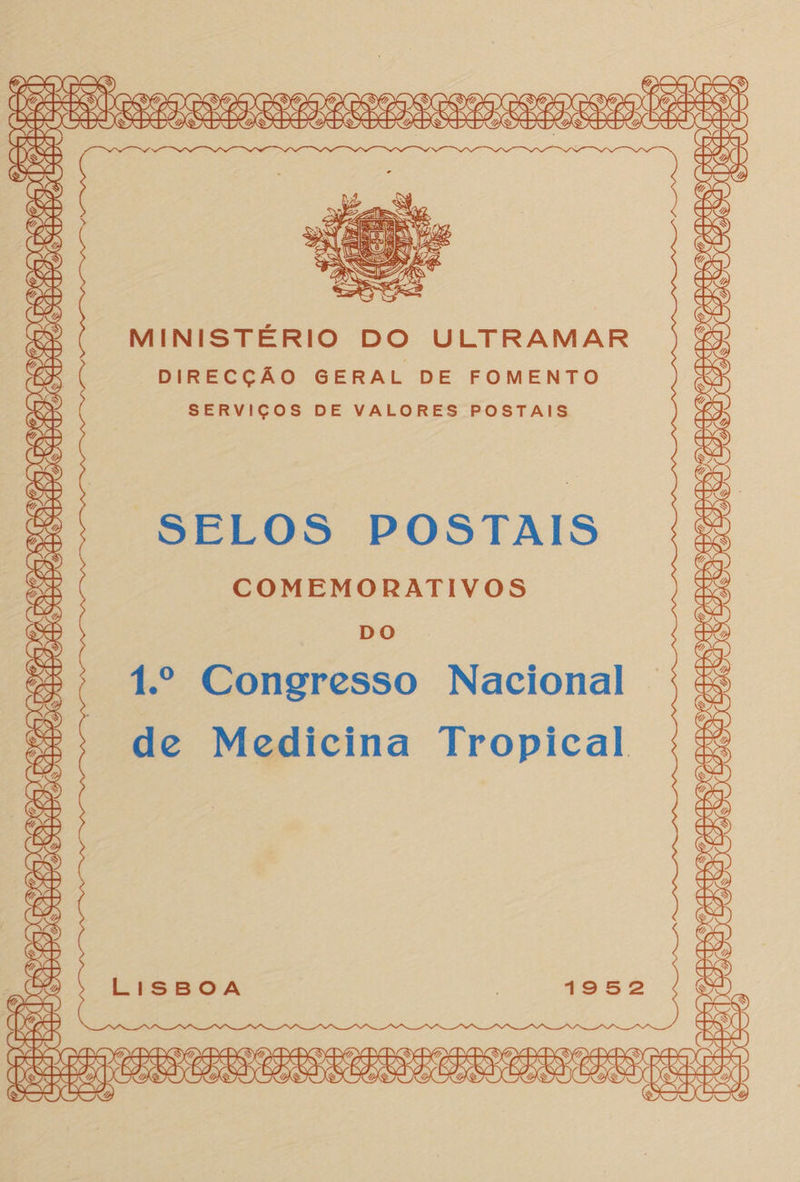 MINISTÉRIO DO ULTRAMAR
DIRECÇÃO GERAL DE FOMENTO
SERVIÇOS DE VALORES POSTAIS
SELOS POSTAIS
COMEMORATIVOS
DO
1.º Congresso Nacional
de Medicina Tropical
LISBOA 1952